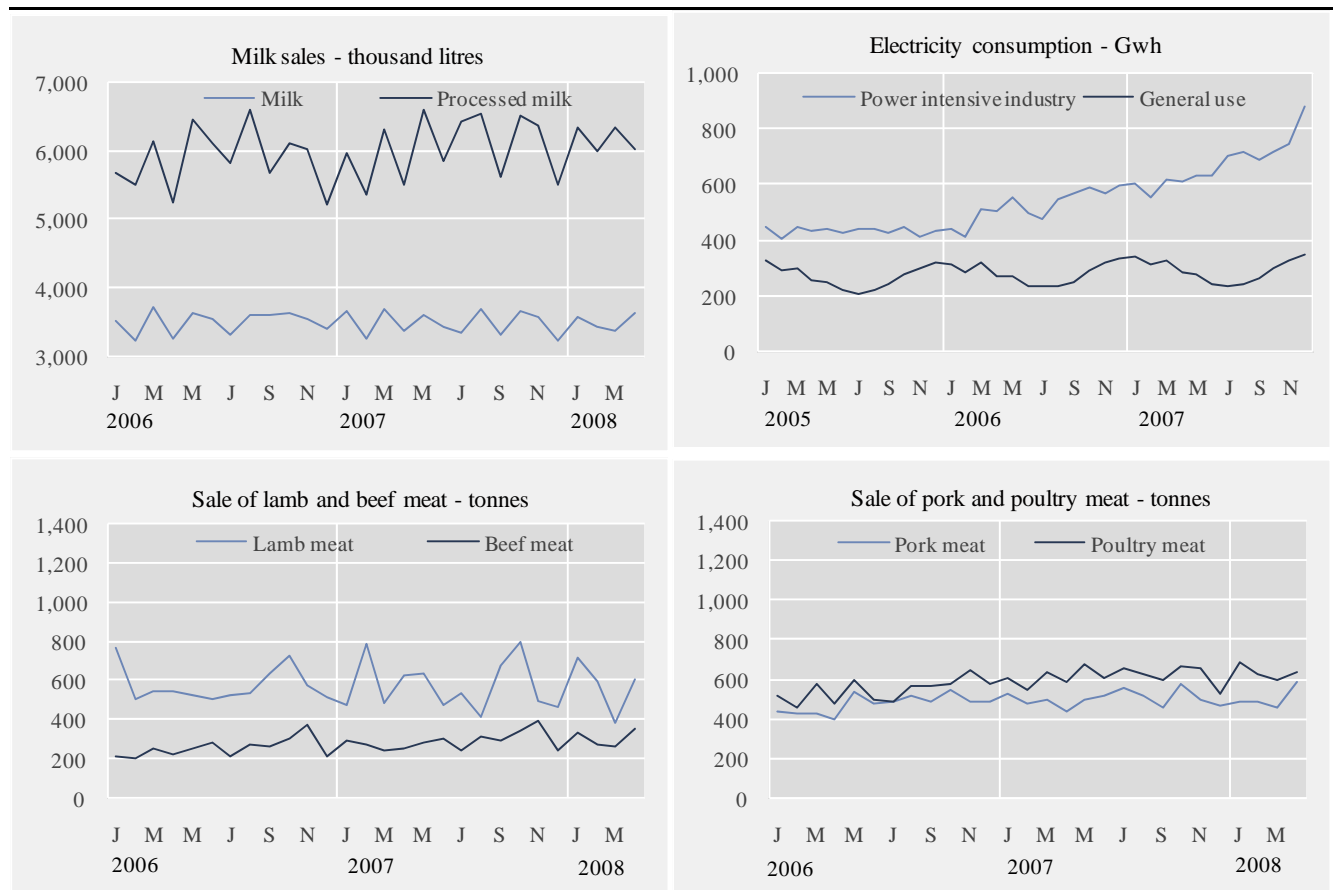 Milk sales - thousand litres
7,000
Milk Processed milk
6,000
5,000
4,000
3,000
J M M J S N J M M J S N J M
2006 2007 2008
Electricity consumption - Gwh
1,000
Power intensive industry General use
800
600
400
200
0
J M M J S N J M M J S N J M M J S N
2005 2006 2007
Sale of lamb and beef meat - tonnes
1,400
Lamb meat Beef meat
1,200
1,000
800
600
400
200
0
J M M J S N J M M J S N J M
2006 2007 2008
Sale of pork and poultry meat - tonnes
1,400
Pork meat Poultry meat
1,200
1,000
800
600
400
200
0
J M M J S N J M M J S N J M
2006 2007 2008